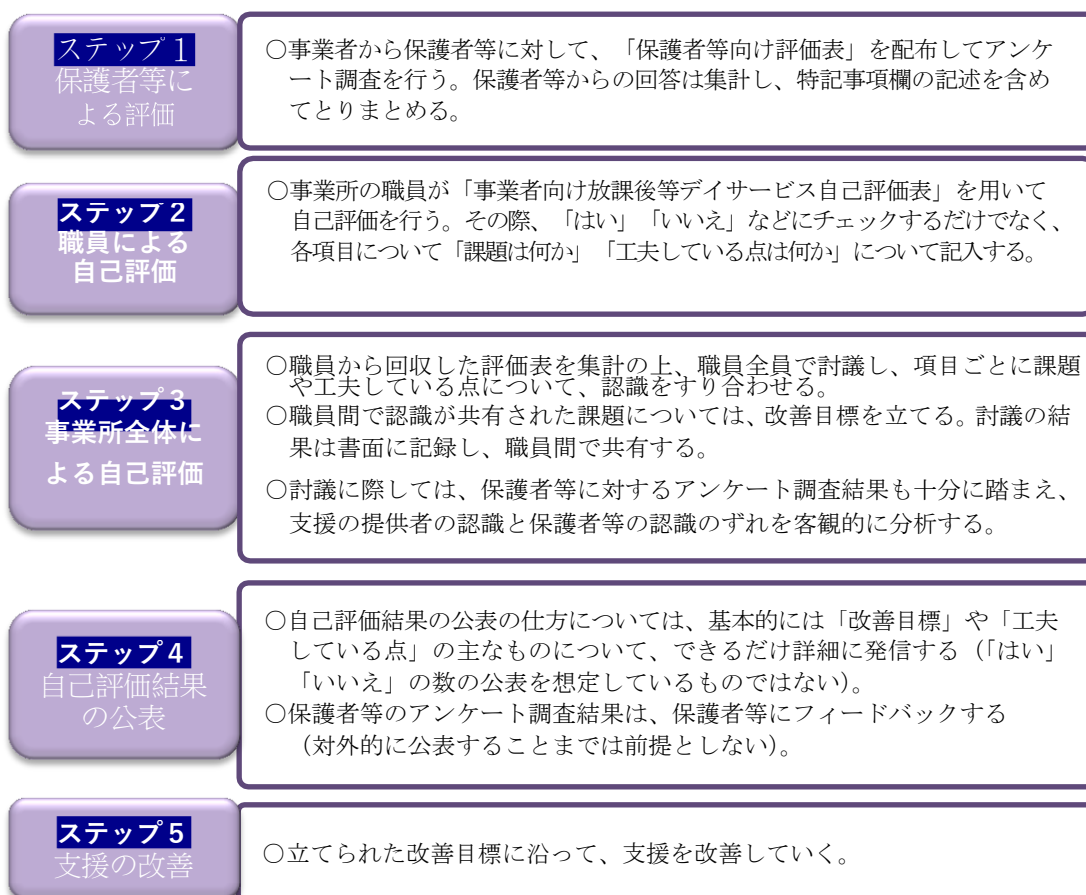 ステップ１
保護者等に
よる評価
○事業者から保護者等に対して、「保護者等向け評価表」を配布してアンケ
ート調査を行う。保護者等からの回答は集計し、特記事項欄の記述を含め
てとりまとめる。
ステップ２
職員による
自己評価
○事業所の職員が「事業者向け放課後等デイサービス自己評価表」を用いて
自己評価を行う。その際、「はい」「いいえ」などにチェックするだけでなく、
各項目について「課題は何か」「工夫している点は何か」について記入する。
ステップ３
事業所全体に
よる自己評価
○職員から回収した評価表を集計の上、職員全員で討議し、項目ごとに課題
や工夫している点について、認識をすり合わせる。
○職員間で認識が共有された課題については、改善目標を立てる。討議の結
果は書面に記録し、職員間で共有する。
○討議に際しては、保護者等に対するアンケート調査結果も十分に踏まえ、
支援の提供者の認識と保護者等の認識のずれを客観的に分析する。
ステップ４
自己評価結果
の公表
○自己評価結果の公表の仕方については、基本的には「改善目標」や「工夫
している点」の主なものについて、できるだけ詳細に発信する（「はい」
「いいえ」の数の公表を想定しているものではない）。
○保護者等のアンケート調査結果は、保護者等にフィードバックする
（対外的に公表することまでは前提としない）。
ステップ５
支援の改善
○立てられた改善目標に沿って、支援を改善していく。